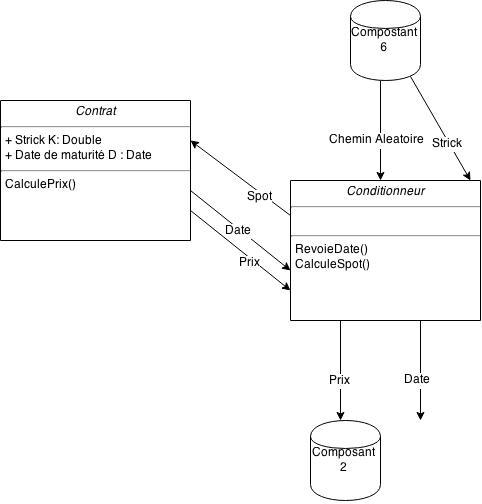 Compostant
6
Contrat
+ Strick K: Double
+ Date de maturité D : Date
CalculePrix()
Chemin Aleatoire
Strick
Spot
Date
Prix
Conditionneur
RevoieDate()
CalculeSpot()
Prix
Date
Composant
2